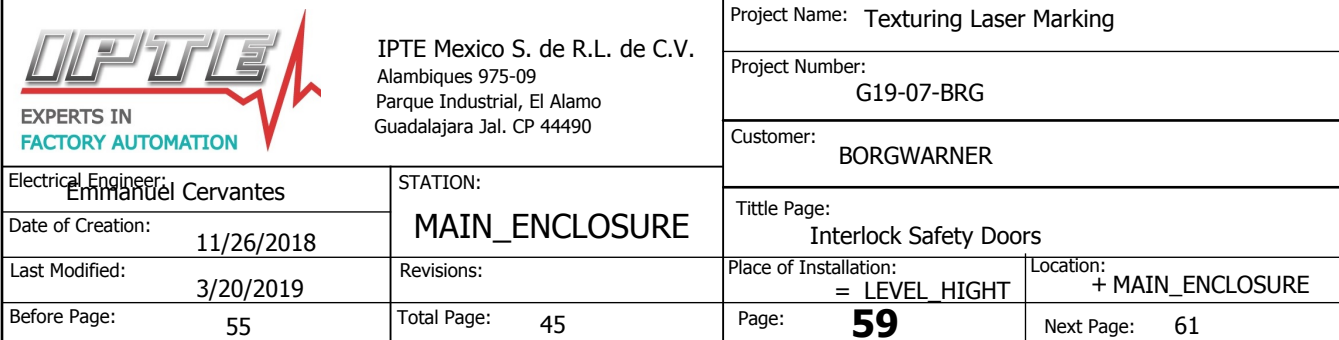 IPTE
EXPERTS IN
FACTORY AUTOMATION
IPTE Mexico S. de R.L. de C.V.
Alambiques 975-09
Parque Industrial, El Alamo
Guadalajara Jal. CP 44490
Project Name: Texturing Laser Marking
Project Number:
G19-07-BRG
Customer:
BORGWARNER
Electrical Engineer:
Emmanuel Cervantes
Date of Creation:
11/26/2018
STATION:
MAIN_ENCLOSURE
Tittle Page:
Interlock Safety Doors
Last Modified:
3/20/2019
Revisions:
Place of Installation:
= LEVEL_HIGHT
Location:
+ MAIN_ENCLOSURE
Before Page: 55
Total Page: 45
Page: 59
Next Page: 61